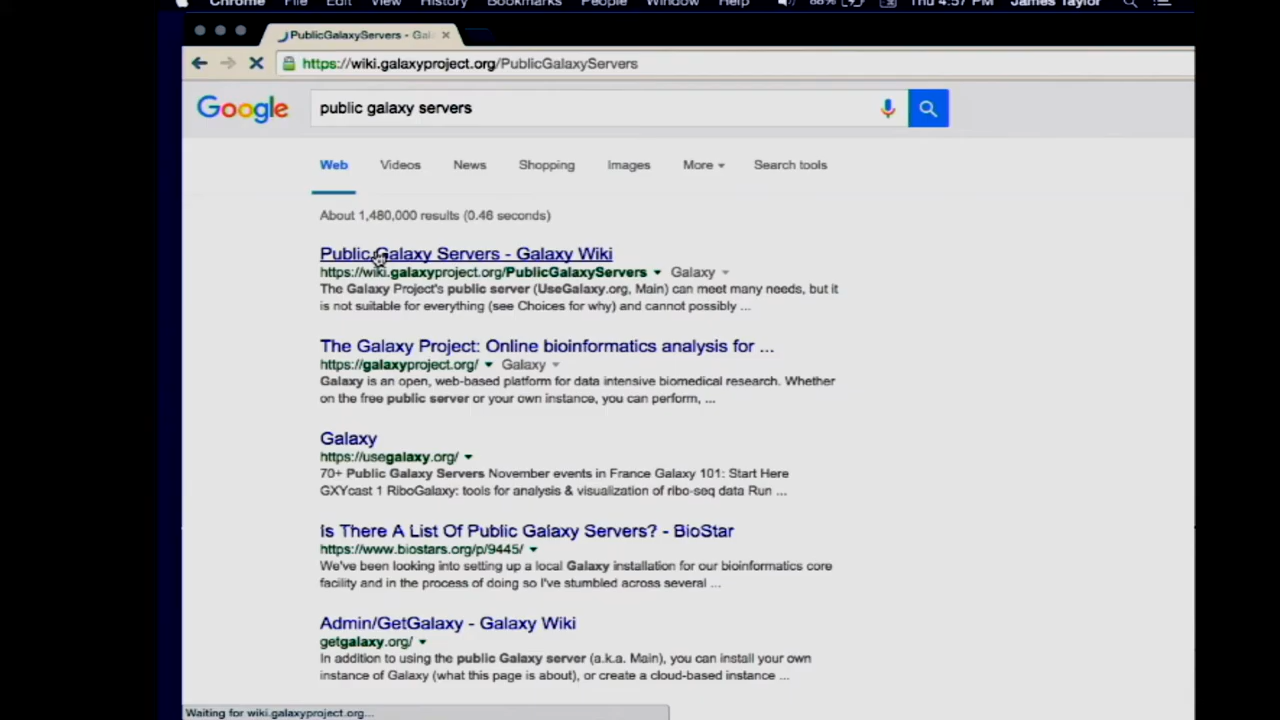 Chrome File Edit View History Bookmarks People Window Help 88% Thu 4:57 PM James Taylor
PublicGalaxyServers - Gal
https://wiki.galaxyproject.org/PublicGalaxyServers
Google public galaxy servers
Web Videos News Shopping Images More Search tools
About 1,480,000 results (0.46 seconds)
Public Galaxy Servers - Galaxy Wiki
https://wiki.galaxyproject.org/PublicGalaxyServers Galaxy
The Galaxy Project's public server (UseGalaxy.org, Main) can meet many needs, but it
is not suitable for everything (see Choices for why) and cannot possibly ...
The Galaxy Project: Online bioinformatics analysis for ...
https://galaxyproject.org/ Galaxy
Galaxy is an open, web-based platform for data intensive biomedical research. Whether
on the free public server or your own instance, you can perform, ...
Galaxy
https://usegalaxy.org/
70+ Public Galaxy Servers November events in France Galaxy 101: Start Here
GXYcast 1 RiboGalaxy: tools for analysis & visualization of ribo-seq data Run ...
Is There A List Of Public Galaxy Servers? - BioStar
https://www.biostars.org/p/9445/
We've been looking into setting up a local Galaxy installation for our bioinformatics core
facility and in the process of doing so I've stumbled across several ...
Admin/GetGalaxy - Galaxy Wiki
getgalaxy.org/
In addition to using the public Galaxy server (a.k.a. Main), you can install your own
instance of Galaxy (what this page is about), or create a cloud-based instance ...
Waiting for wiki.galaxyproject.org...